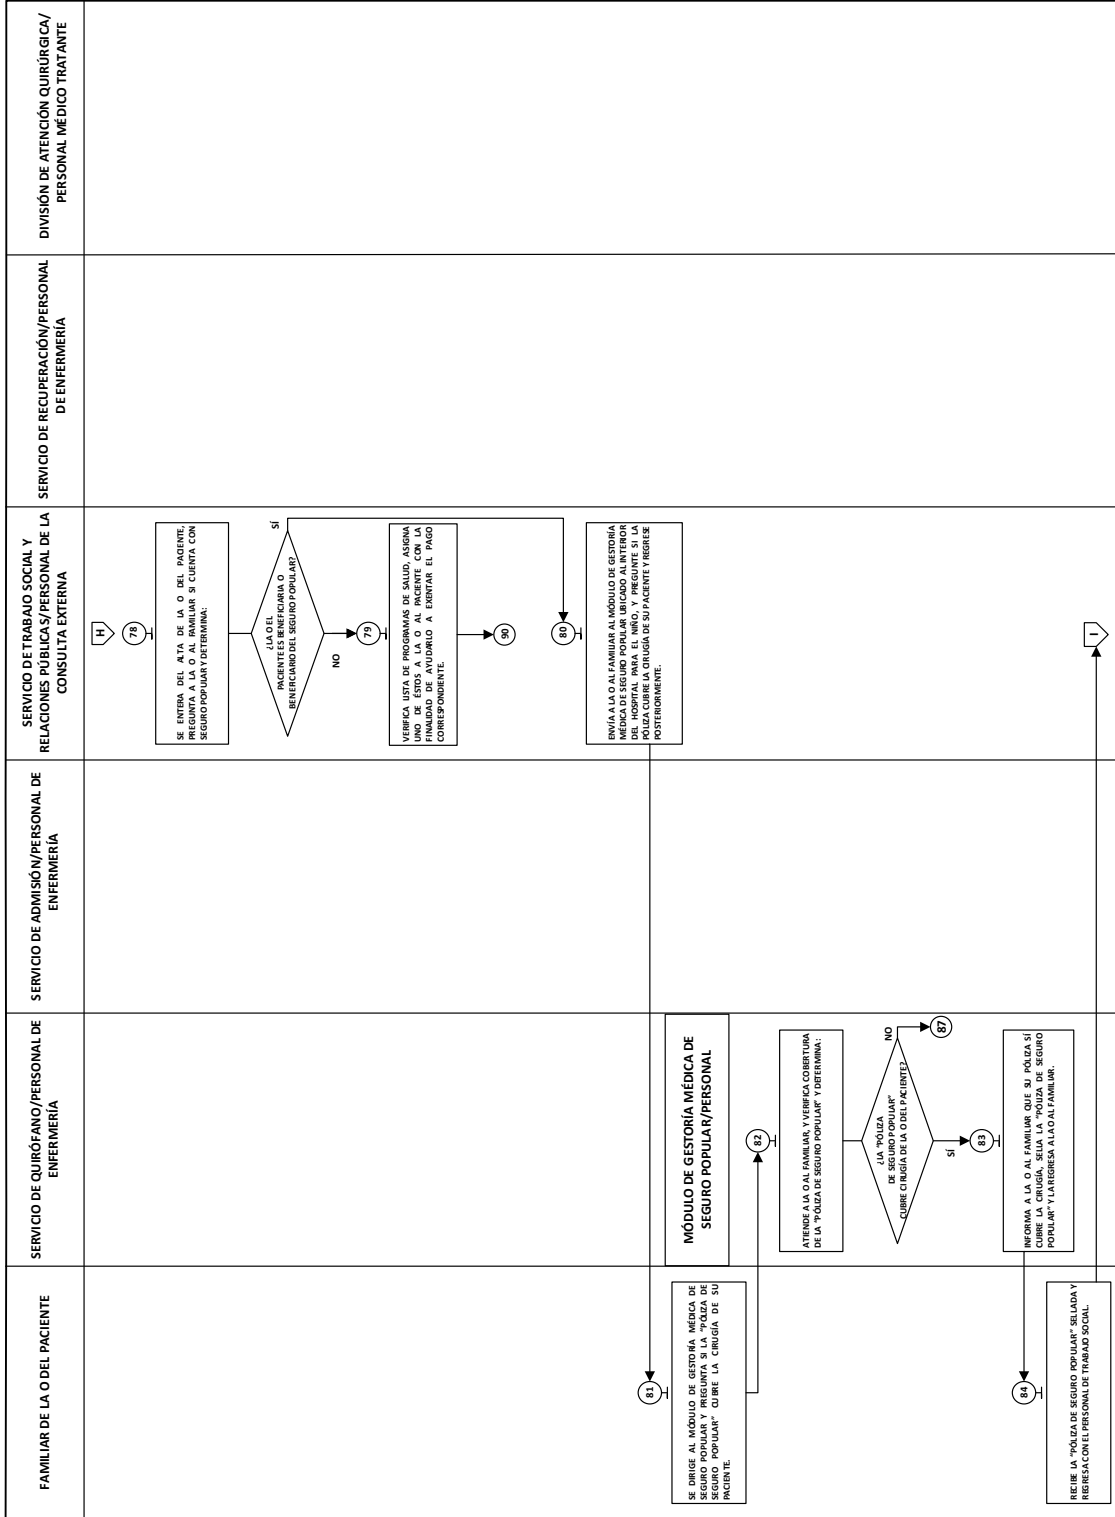 FAMILIAR DE LA O DEL PACIENTE
SERVICIO DE QUIRÓFANO/PERSONAL DE
ENFERMERÍA
SERVICIO DE ADMISIÓN/PERSONAL DE
ENFERMERÍA
SERVICIO DE TRABAJO SOCIAL Y
RELACIONES PÚBLICAS/PERSONAL DE LA
CONSULTA EXTERNA
SERVICIO DE RECUPERACIÓN/PERSONAL
DE ENFERMERÍA
DIVISIÓN DE ATENCIÓN QUIRÚRGICA/
PERSONAL MÉDICO TRATANTE
H
78
SE ENTERA DEL ALTA DE LA O DEL PACIENTE,
PREGUNTA A LA O AL FAMILIAR SI CUENTA CON
SEGURO POPULAR Y DETERMINA:
¿LA O EL
PACIENTE ES BENEFICIARIA O
BENERCIARIO DEL SEGURO POPULAR?
SÍ
NO
79
VERIFICA LISTA DE PROGRAMAS DE SALUD, ASIGNA
UNO DE ÉSTOS A LA O AL PACIENTE CON LA
FINALIDAD DE AYUDARLO A EXENTAR EL PAGO
CORRESPONDIENTE.
90
80
ENVÍA A LA O AL FAMILIAR AL MÓDULO DE GESTORÍA
MÉDICA DE SEGURO POPULAR UBICADO AL INTERIOR
DEL HOSPITAL PARA EL NIÑO, Y PREGUNTE SI LA
PÓLIZA CUBRE LA CIRUGÍA DE SU PACIENTE Y REGRESE
POSTERIORMENTE.
81
SE DIRIGE AL MÓDULO DE GESTORÍA MÉDICA DE
SEGURO POPULAR Y PREGUNTA SI LA "PÓLIZA DE
SEGURO POPULAR" CUBRE LA CIRUGÍA DE SU
PACIENTE.
MÓDULO DE GESTORÍA MÉDICA DE
SEGURO POPULAR/PERSONAL
82
ATIENDE A LA O AL FAMILIAR, Y VERIFICA COBERTURA
DE LA "PÓLIZA DE SEGURO POPULAR" Y DETERMINA:
¿LA "PÓLIZA
DE SEGURO POPULAR"
CUBRE CIRUGÍA DE LA O DEL PACIENTE?
NO
87
SÍ
83
INFORMA A LA O AL FAMILIAR QUE SU PÓLIZA SÍ
CUBRE LA CIRUGÍA, SELLA LA "PÓLIZA DE SEGURO
POPULAR" Y LA REGRESA A LA O AL FAMILIAR.
84
RECIBE LA "PÓLIZA DE SEGURO POPULAR" SELLADA Y
REGRESA CON EL PERSONAL DE TRABAJO SOCIAL.
I